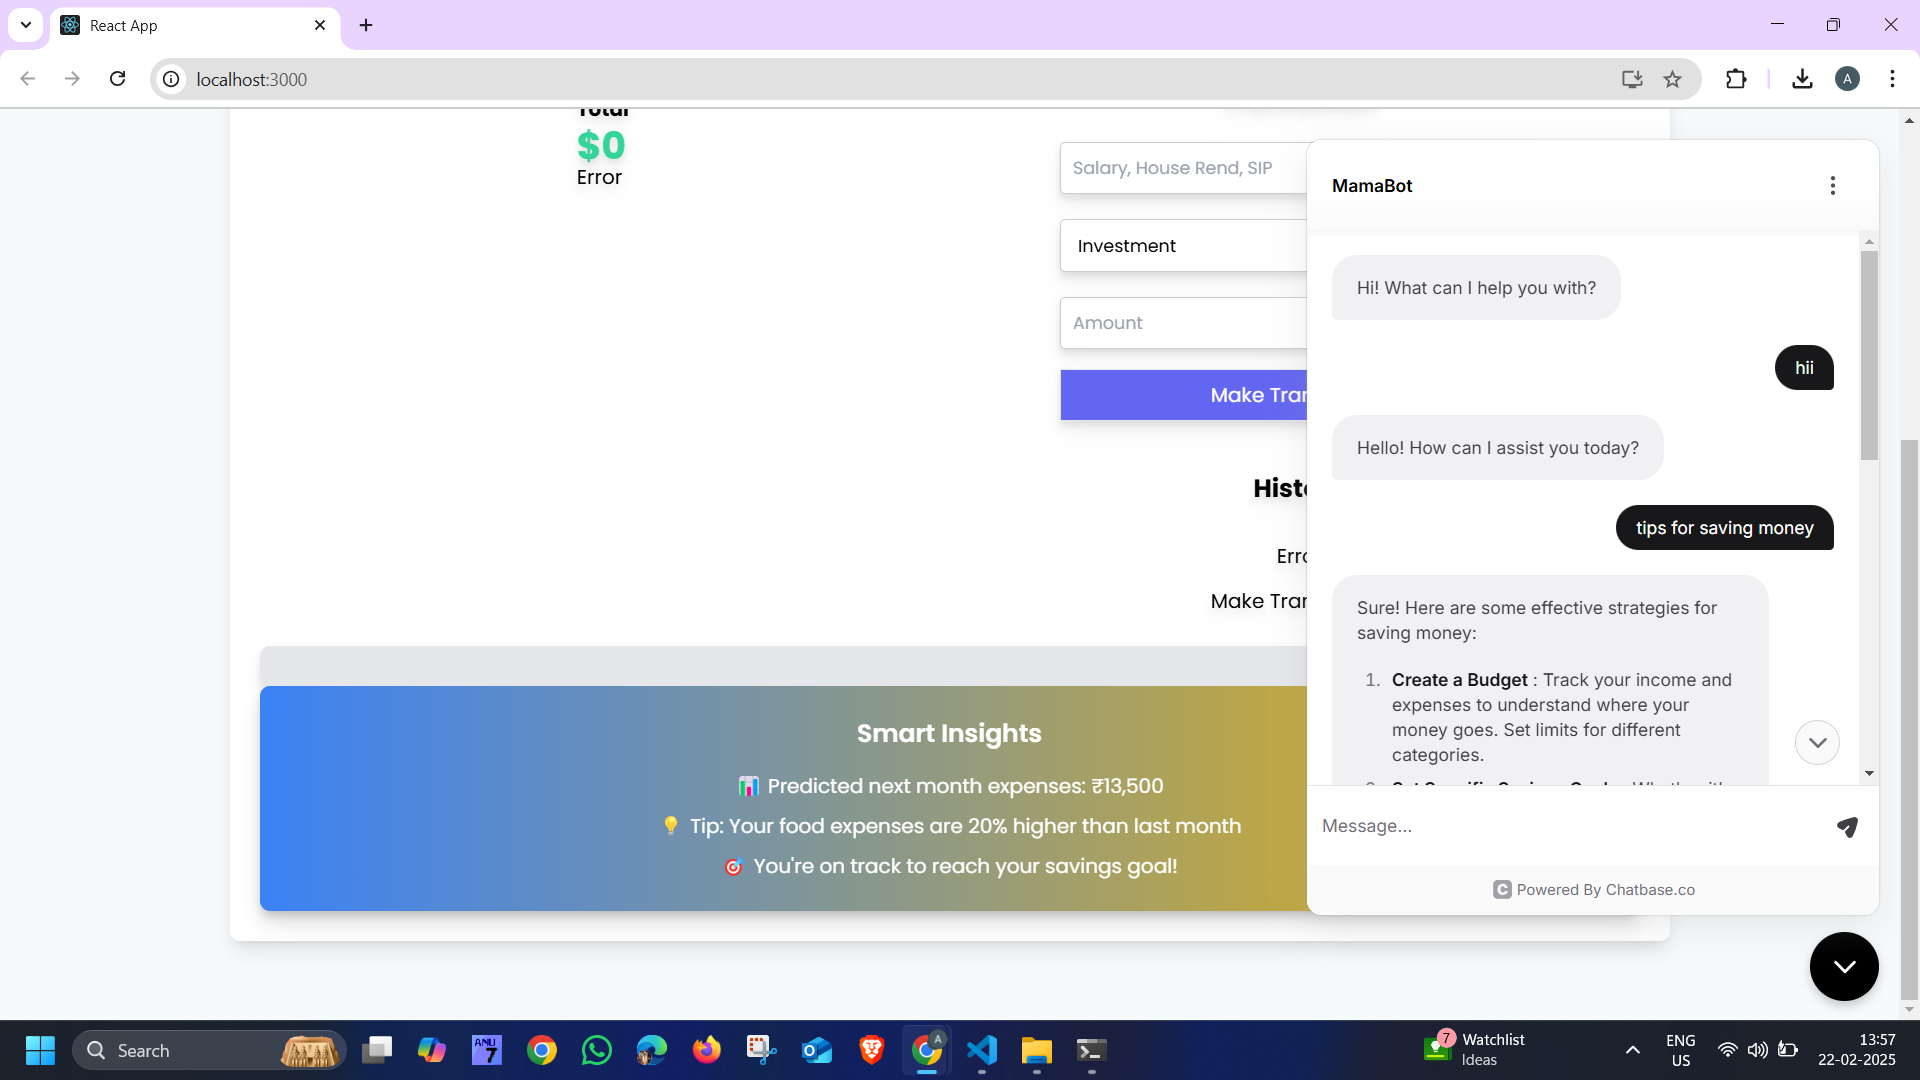 React App
localhost:3000
A
Total
$0
Error
Salary, House Rend, SIP
Investment
Amount
Make Tran
Histo
Erro
Make Tran
Smart Insights
📊 Predicted next month expenses: ₹13,500
💡 Tip: Your food expenses are 20% higher than last month
🎯 You're on track to reach your savings goal!
MamaBot
Hi! What can I help you with?
hii
Hello! How can I assist you today?
tips for saving money
Sure! Here are some effective strategies for
saving money:
1. Create a Budget : Track your income and
expenses to understand where your
money goes. Set limits for different
categories.
Message...
C Powered By Chatbase.co
Search
ANU
7
A
7
Watchlist
Ideas
ENG
US
13:57
22-02-2025